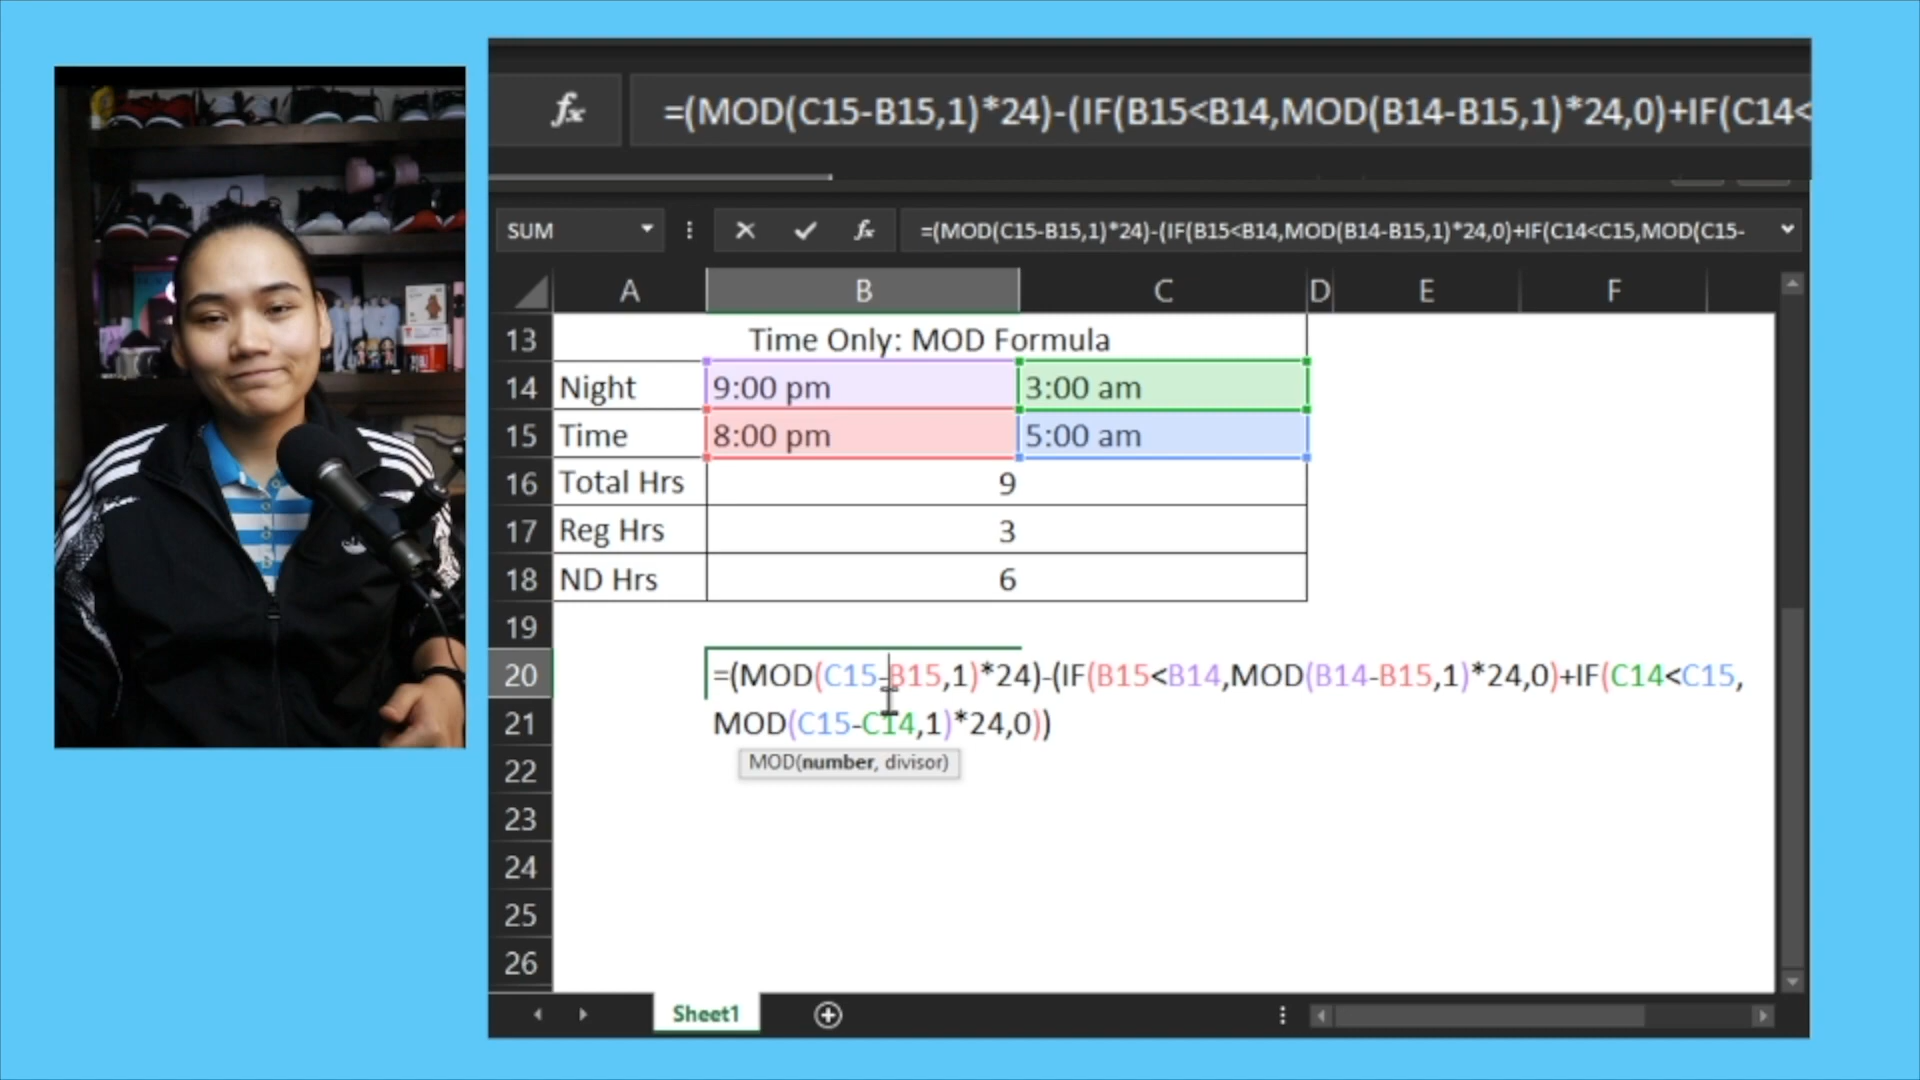 fx =(MOD(C15-B15,1)*24)-(IF(B15<B14,MOD(B14-B15,1)*24,0)+IF(C14<
SUM fx =(MOD(C15-B15,1)*24)-(IF(B15<B14,MOD(B14-B15,1)*24,0)+IF(C14<C15,MOD(C15-
A B C D E F
13 Time Only: MOD Formula
14 Night 9:00 pm 3:00 am
15 Time 8:00 pm 5:00 am
16 Total Hrs 9
17 Reg Hrs 3
18 ND Hrs 6
19
20 =(MOD(C15-B15,1)*24)-(IF(B15<B14,MOD(B14-B15,1)*24,0)+IF(C14<C15,
21 MOD(C15-C14,1)*24,0))
22 MOD(number, divisor)
23
24
25
26
Sheet1